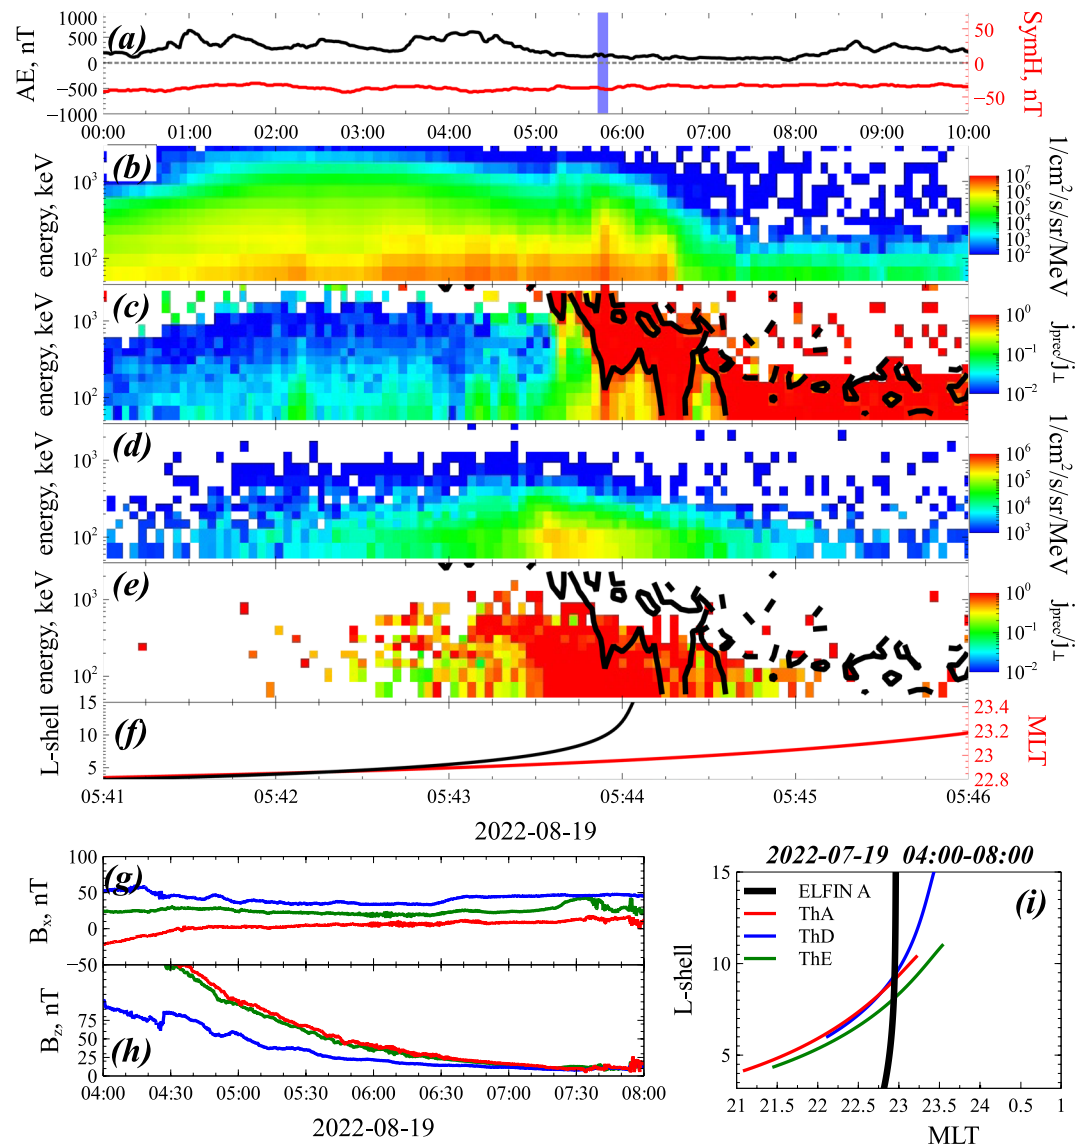 1000
500
0
−500
−1000
AE, nT
(a)
50
0
−50
SymH, nT
00:00 01:00 02:00 03:00 04:00 05:00 06:00 07:00 08:00 09:00 10:00
(b)
10³
10²
energy, keV
10⁷
10⁶
10⁵
10⁴
10³
10²
1/cm²/s/sr/MeV
(c)
10³
10²
energy, keV
10⁰
10⁻¹
10⁻²
jprec/j⊥
(d)
10³
10²
energy, keV
10⁶
10⁵
10⁴
10³
1/cm²/s/sr/MeV
(e)
10³
10²
energy, keV
10⁰
10⁻¹
10⁻²
jprec/j⊥
(f)
15
10
5
L-shell
23.4
23.2
23
22.8
MLT
05:41 05:42 05:43 05:44 05:45 05:46
2022-08-19
(g)
100
50
0
−50
Bx, nT
(h)
75
50
25
0
Bz, nT
04:00 04:30 05:00 05:30 06:00 06:30 07:00 07:30 08:00
2022-08-19
2022-07-19 04:00-08:00
(i)
ELFIN A
ThA
ThD
ThE
15
10
5
L-shell
21 21.5 22 22.5 23 23.5 24 0.5 1
MLT